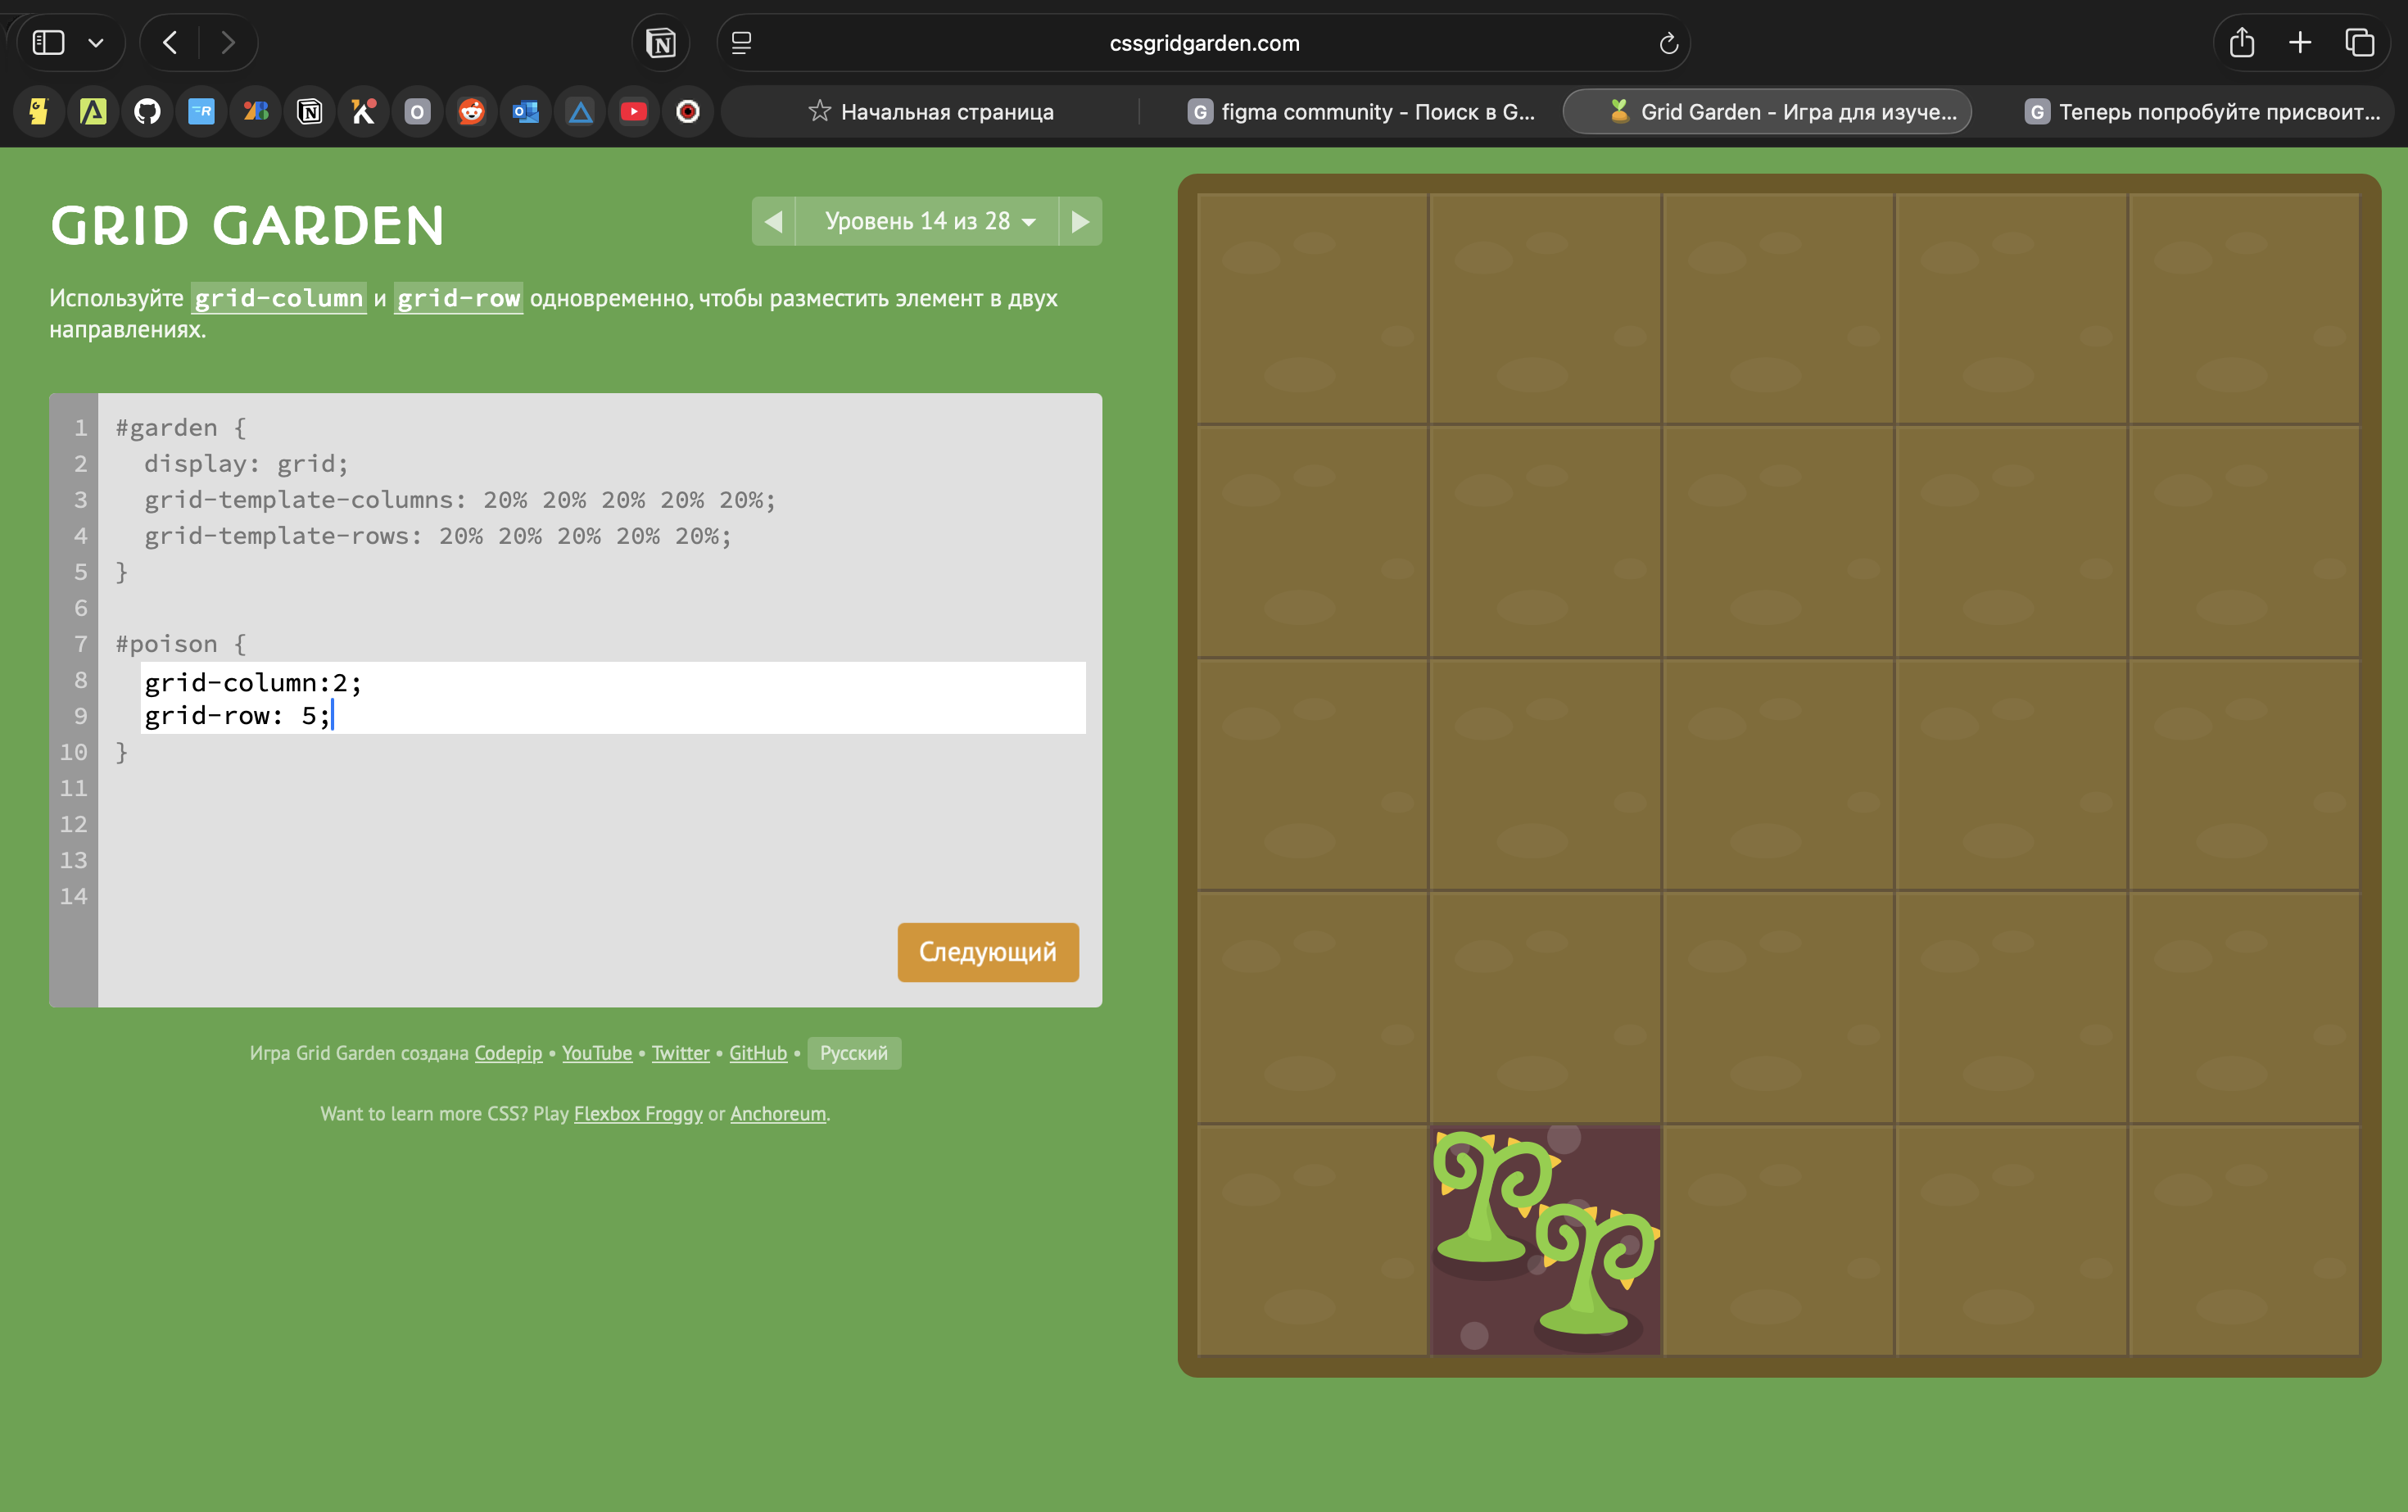 cssgridgarden.com
Начальная страница
figma community - Поиск в G...
Grid Garden - Игра для изуче...
Теперь попробуйте присвоит...
GRID GARDEN
Уровень 14 из 28
Используйте grid-column и grid-row одновременно, чтобы разместить элемент в двух
направлениях.
1 #garden {
2 display: grid;
3 grid-template-columns: 20% 20% 20% 20% 20%;
4 grid-template-rows: 20% 20% 20% 20% 20%;
5 }
6
7 #poison {
8 grid-column:2;
9 grid-row: 5;
10 }
11
12
13
14
Следующий
Игра Grid Garden создана Codepip • YouTube • Twitter • GitHub • Русский
Want to learn more CSS? Play Flexbox Froggy or Anchoreum.